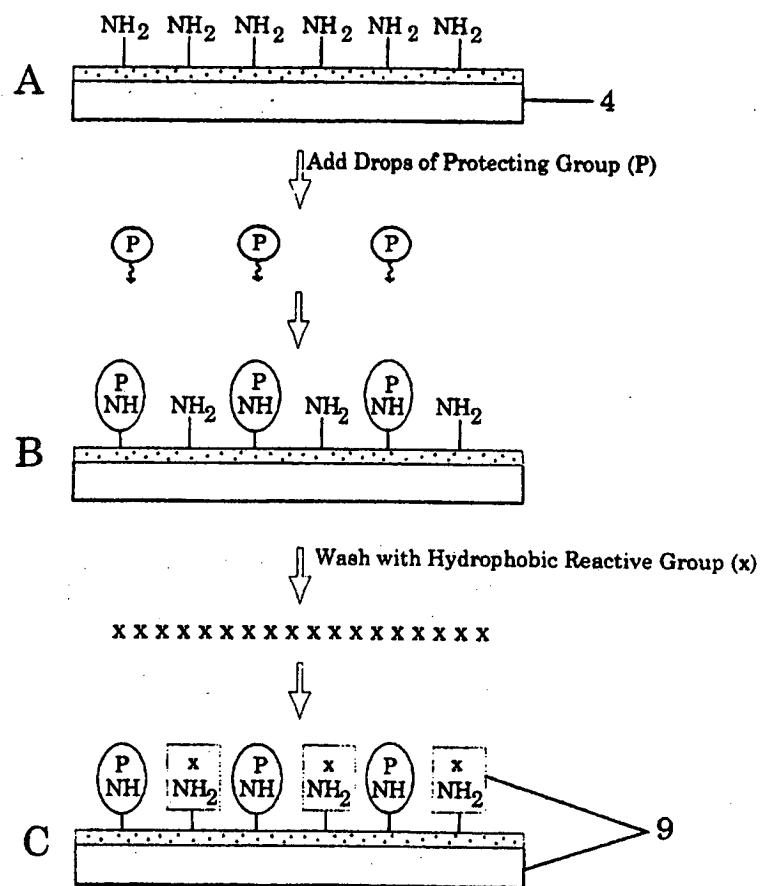 NH2 NH2 NH2 NH2 NH2 NH2
A
4
Add Drops of Protecting Group (P)
P P P
P P P
NH NH2 NH NH2 NH NH2
B
Wash with Hydrophobic Reactive Group (x)
x x x x x x x x x x x x x x x x x x
P x P x P x
NH NH2 NH NH2 NH NH2
C
9